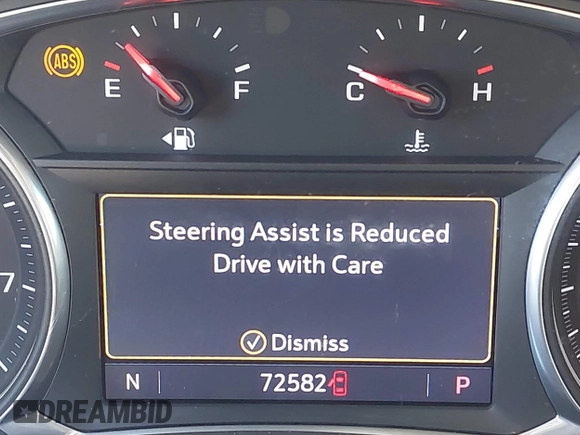 ABS
E F
C H
7
Steering Assist is Reduced
Drive with Care
Dismiss
N 72582 P
DREAMBID